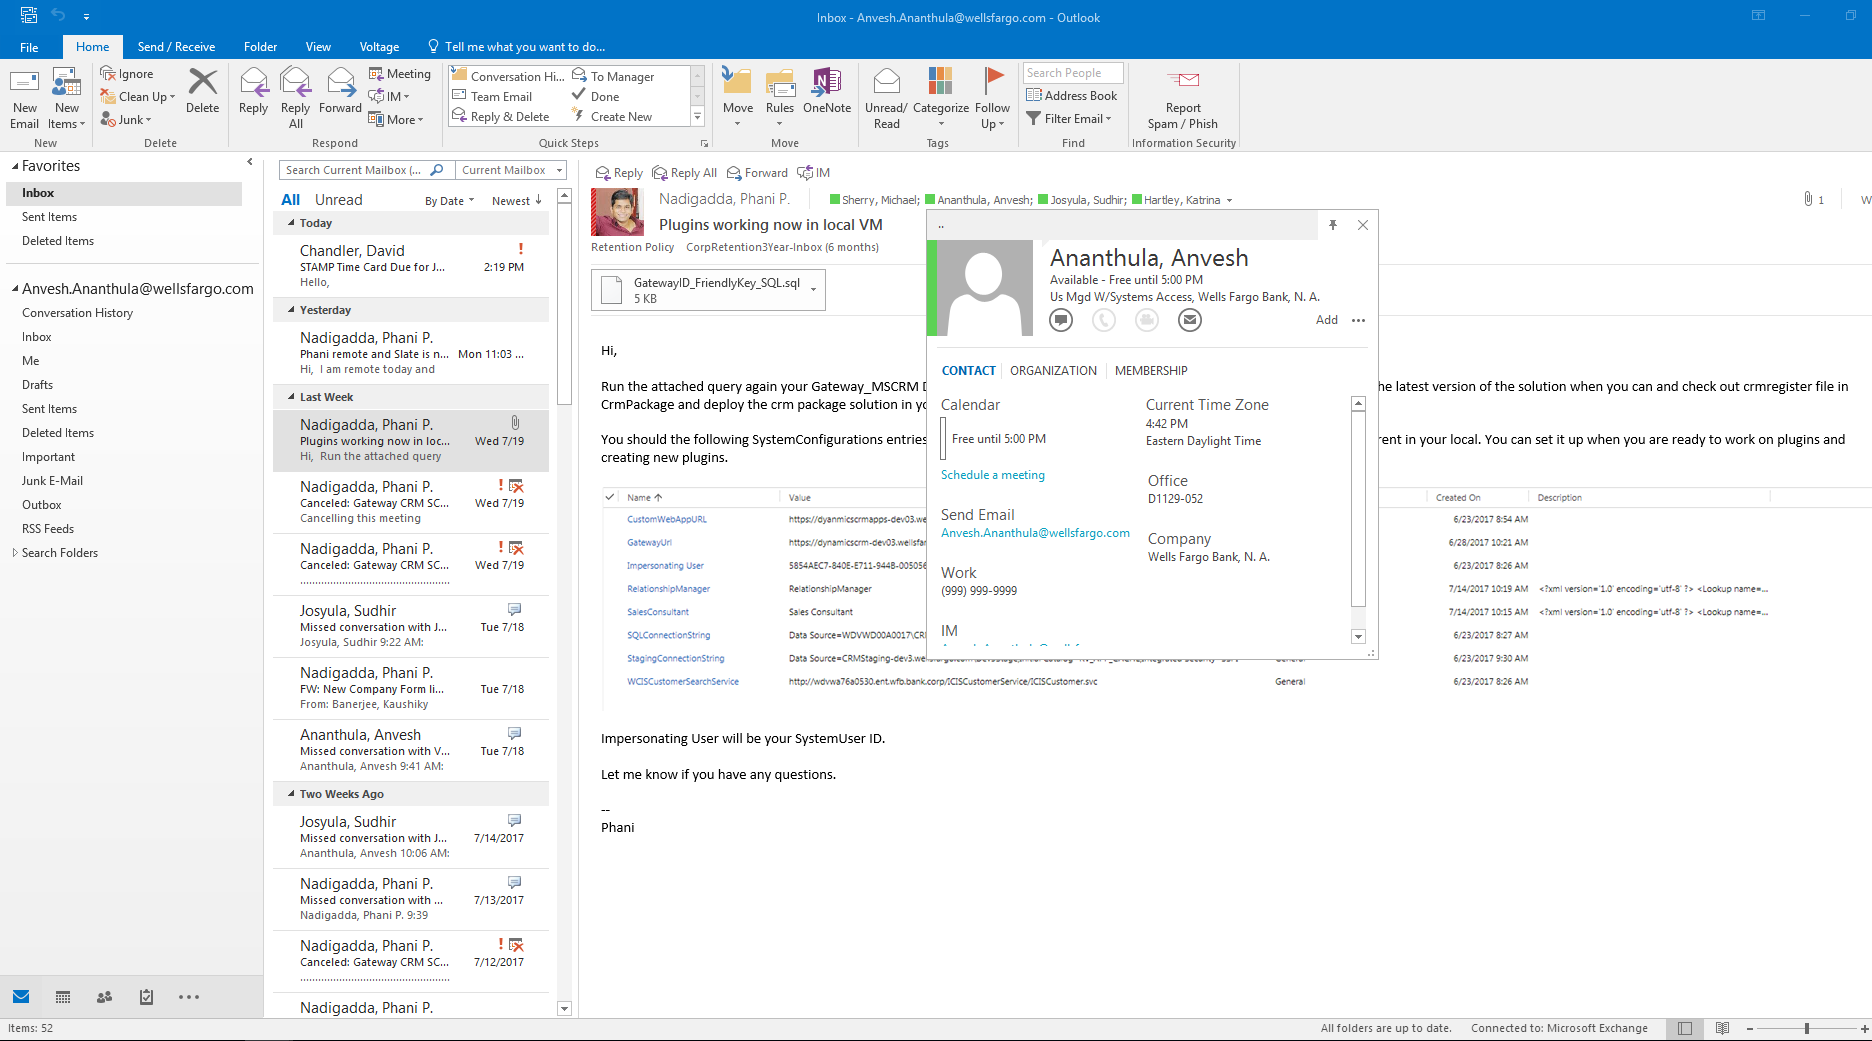 Inbox - Anvesh.Ananthula@wellsfargo.com - Outlook
File
Home
Send / Receive
Folder
View
Voltage
Tell me what you want to do...
New Email
New Items
New
Ignore
Clean Up
Junk
Delete
Delete
Reply
Reply All
Forward
Meeting
IM
More
Respond
Conversation Hi...
Team Email
Reply & Delete
To Manager
Done
Create New
Quick Steps
Move
Rules
OneNote
Move
Unread/ Read
Categorize
Follow Up
Tags
Search People
Address Book
Filter Email
Find
Report Spam / Phish
Information Security
Favorites
Inbox
Sent Items
Deleted Items
Anvesh.Ananthula@wellsfargo.com
Conversation History
Inbox
Me
Drafts
Sent Items
Deleted Items
Important
Junk E-Mail
Outbox
RSS Feeds
Search Folders
Items: 52
Search Current Mailbox (...
Current Mailbox
All Unread By Date Newest
Today
Chandler, David
STAMP Time Card Due for J... 2:19 PM
Hello,
Yesterday
Nadigadda, Phani P.
Phani remote and Slate is n... Mon 11:03 ...
Hi, I am remote today and
Last Week
Nadigadda, Phani P.
Plugins working now in loc... Wed 7/19
Hi, Run the attached query
Nadigadda, Phani P.
Canceled: Gateway CRM SC... Wed 7/19
Cancelling this meeting
Nadigadda, Phani P.
Canceled: Gateway CRM SC... Wed 7/19
Josyula, Sudhir
Missed conversation with J... Tue 7/18
Josyula, Sudhir 9:22 AM:
Nadigadda, Phani P.
FW: New Company Form li... Tue 7/18
From: Banerjee, Kaushiky
Ananthula, Anvesh
Missed conversation with V... Tue 7/18
Ananthula, Anvesh 9:41 AM:
Two Weeks Ago
Josyula, Sudhir
Missed conversation with J... 7/14/2017
Ananthula, Anvesh 10:06 AM:
Nadigadda, Phani P.
Missed conversation with ... 7/13/2017
Nadigadda, Phani P. 9:39
Nadigadda, Phani P.
Canceled: Gateway CRM SC... 7/12/2017
Nadigadda, Phani P.
Reply Reply All Forward IM
Nadigadda, Phani P. Sherry, Michael; Ananthula, Anvesh; Josyula, Sudhir; Hartley, Katrina 1 W
Plugins working now in local VM
Retention Policy CorpRetention3Year-Inbox (6 months)
GatewayID_FriendlyKey_SQL.sql
5 KB
Hi,
Run the attached query again your Gateway_MSCRM D
the latest version of the solution when you can and check out crmregister file in
CrmPackage and deploy the crm package solution in yo
You should the following SystemConfigurations entries
rent in your local. You can set it up when you are ready to work on plugins and
creating new plugins.
Name Value Created On Description
CustomWebAppURL https://dyanmicscrmapps-dev03.we 6/23/2017 8:54 AM
GatewayUrl https://dynamicscrm-dev03.wellsfar 6/28/2017 10:21 AM
Impersonating User 5854AEC7-840E-E711-944B-005056 6/23/2017 8:26 AM
RelationshipManager RelationshipManager 7/14/2017 10:19 AM <?xml version='1.0' encoding='utf-8' ?> <Lookup name=...
SalesConsultant Sales Consultant 7/14/2017 10:15 AM <?xml version='1.0' encoding='utf-8' ?> <Lookup name=...
SQLConnectionString Data Source=WDVWD00A0017\CRM 6/23/2017 8:27 AM
StagingConnectionString 6/23/2017 9:30 AM
WCISCustomerSearchService http://wdvwa76a0530.ent.wfb.bank.corp/ICISCustomerService/ICISCustomer.svc General 6/23/2017 8:26 AM
Impersonating User will be your SystemUser ID.
Let me know if you have any questions.
--
Phani
..
Ananthula, Anvesh
Available - Free until 5:00 PM
Us Mgd W/Systems Access, Wells Fargo Bank, N. A.
Add
CONTACT ORGANIZATION MEMBERSHIP
Calendar
Free until 5:00 PM
Schedule a meeting
Send Email
Anvesh.Ananthula@wellsfargo.com
Work
(999) 999-9999
IM
Current Time Zone
4:42 PM
Eastern Daylight Time
Office
D1129-052
Company
Wells Fargo Bank, N. A.
All folders are up to date. Connected to: Microsoft Exchange